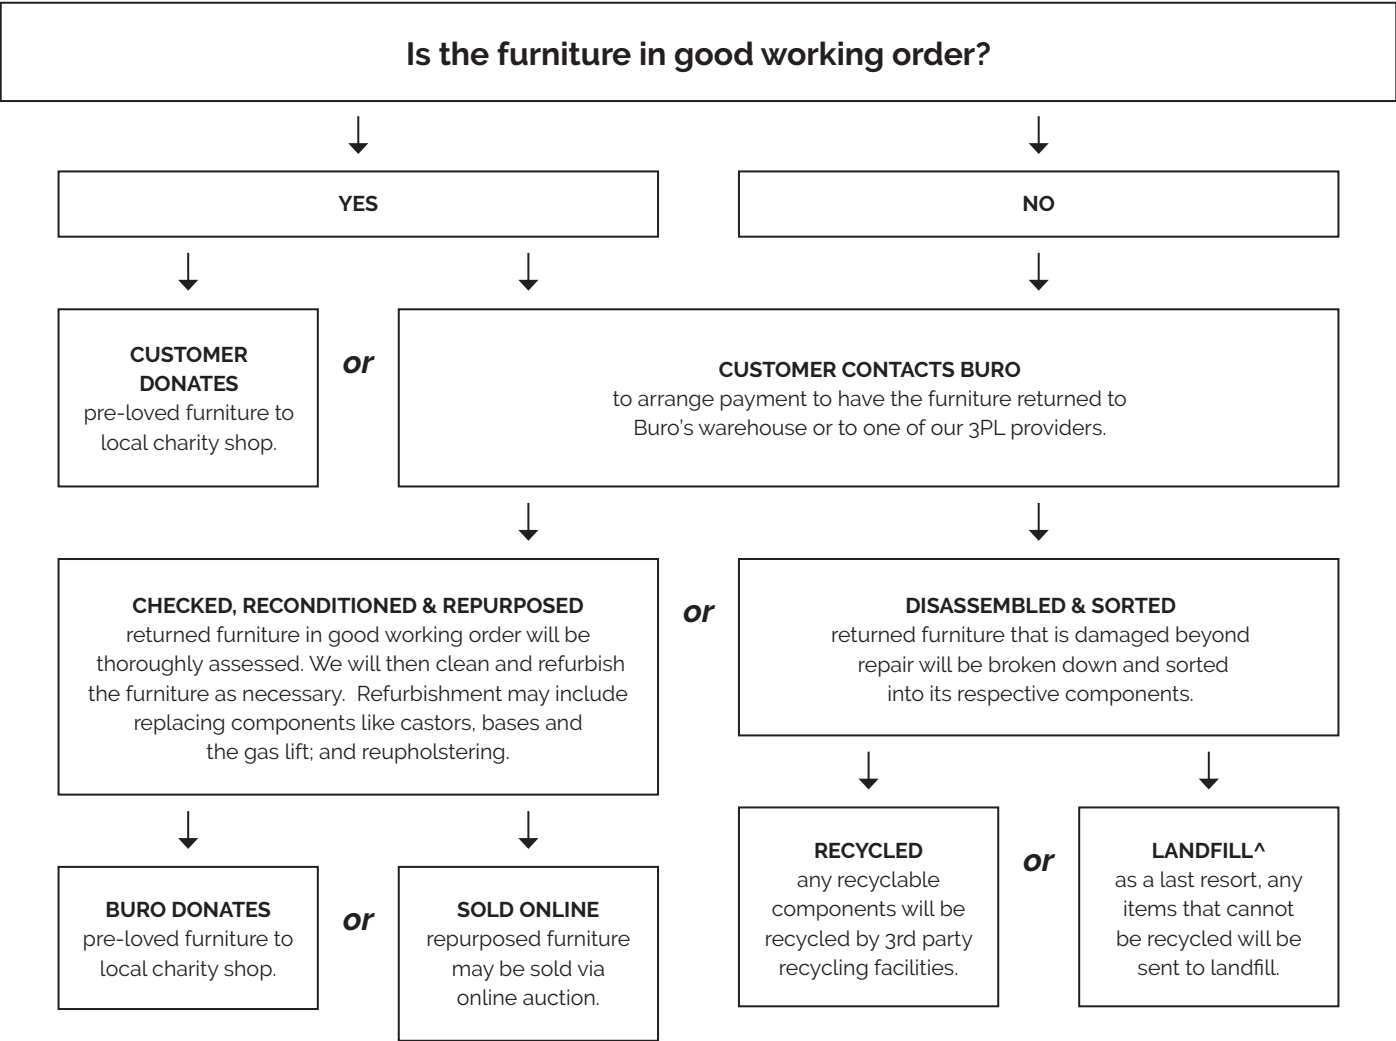 Is the furniture in good working order?
YES
NO
CUSTOMER
DONATES
pre-loved furniture to
local charity shop.
or
CUSTOMER CONTACTS BURO
to arrange payment to have the furniture returned to
Buro's warehouse or to one of our 3PL providers.
CHECKED, RECONDITIONED & REPURPOSED
returned furniture in good working order will be
thoroughly assessed. We will then clean and refurbish
the furniture as necessary.  Refurbishment may include
replacing components like castors, bases and
the gas lift; and reupholstering.
or
DISASSEMBLED & SORTED
returned furniture that is damaged beyond
repair will be broken down and sorted
into its respective components.
BURO DONATES
pre-loved furniture to
local charity shop.
or
SOLD ONLINE
repurposed furniture
may be sold via
online auction.
RECYCLED
any recyclable
components will be
recycled by 3rd party
recycling facilities.
or
LANDFILL^
as a last resort, any
items that cannot
be recycled will be
sent to landfill.